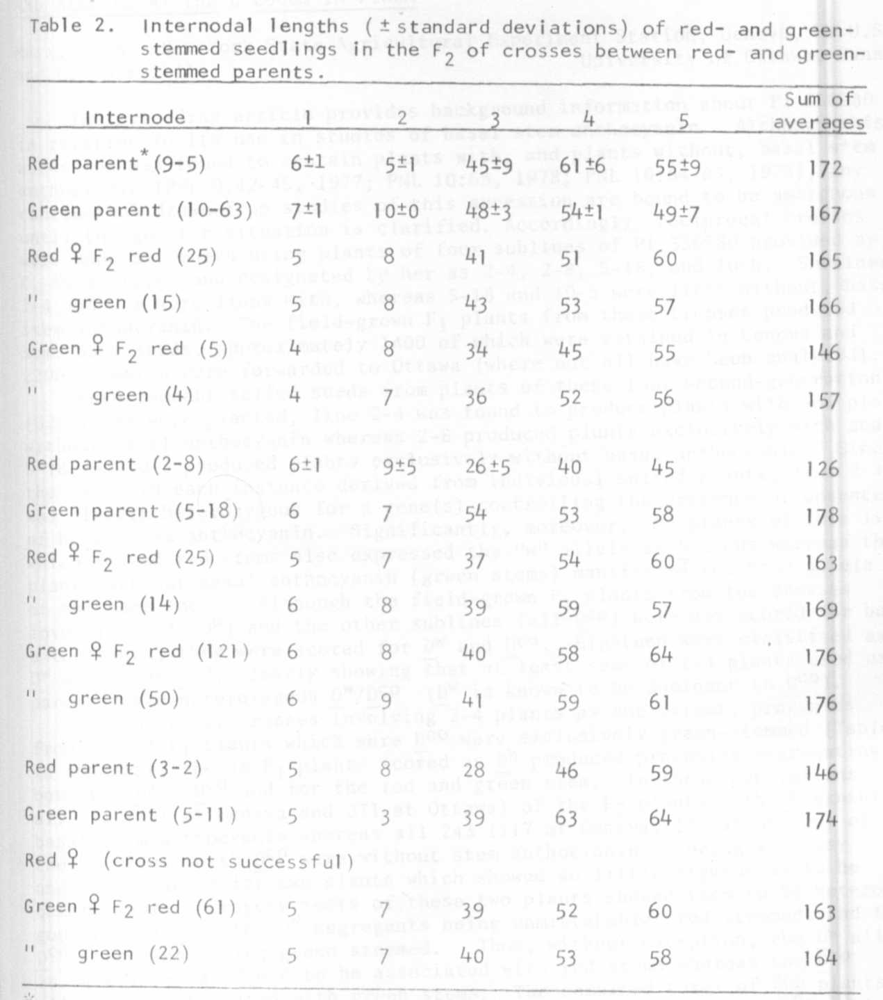 Table 2. Internodal lengths (± standard deviations) of red- and green-
stemmed seedlings in the F2 of crosses between red- and green-
stemmed parents.
Internode 1 2 3 4 5 Sum of averages
Red parent* (9-5) 6±1 5±1 45±9 61±6 55±9 172
Green parent (10-63) 7±1 10±0 48±3 54±1 49±7 167
Red ♀ F2 red (25) 5 8 41 51 60 165
" green (15) 5 8 43 53 57 166
Green ♀ F2 red (5) 4 8 34 45 55 146
" green (4) 4 7 36 52 56 157
Red parent (2-8) 6±1 9±5 26±5 40 45 126
Green parent (5-18) 6 7 54 53 58 178
Red ♀ F2 red (25) 5 7 37 54 60 163
" green (14) 6 8 39 59 57 169
Green ♀ F2 red (121) 6 8 40 58 64 176
" green (50) 6 9 41 59 61 176
Red parent (3-2) 5 8 28 46 59 146
Green parent (5-11) 5 3 39 63 64 174
Red ♀ (cross not successful)
Green ♀ F2 red (61) 5 7 39 52 60 163
" green (22) 5 7 40 53 58 164
*